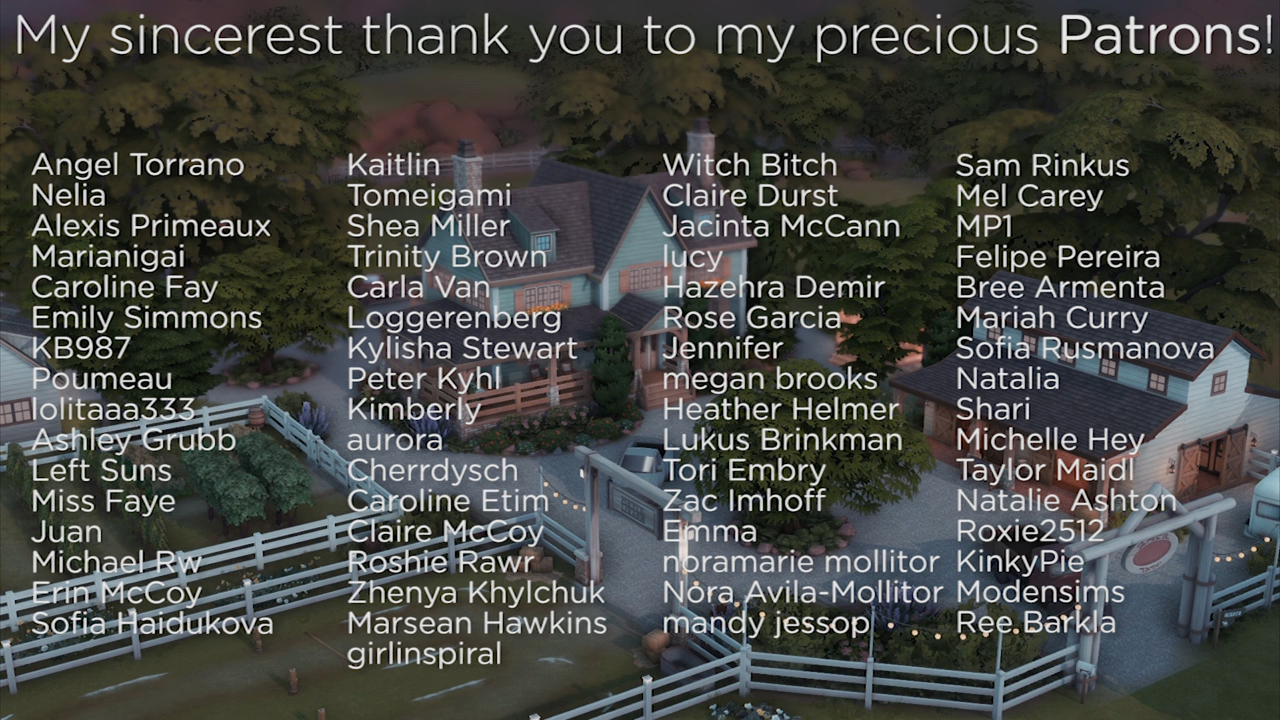 My sincerest thank you to my precious Patrons!
Angel Torrano
Nelia
Alexis Primeaux
Marianigai
Caroline Fay
Emily Simmons
KB987
Poumeau
lolitaaa333
Ashley Grubb
Left Suns
Miss Faye
Juan
Michael Rw
Erin McCoy
Sofia Haidukova
Kaitlin
Tomeigami
Shea Miller
Trinity Brown
Carla Van
Loggerenberg
Kylisha Stewart
Peter Kyhl
Kimberly
aurora
Cherrdysch
Caroline Etim
Claire McCoy
Roshie Rawr
Zhenya Khylchuk
Marsean Hawkins
girlinspiral
Witch Bitch
Claire Durst
Jacinta McCann
lucy
Hazehra Demir
Rose Garcia
Jennifer
megan brooks
Heather Helmer
Lukus Brinkman
Tori Embry
Zac Imhoff
Emma
noramarie mollitor
Nora Avila-Mollitor
mandy jessop
Sam Rinkus
Mel Carey
MP1
Felipe Pereira
Bree Armenta
Mariah Curry
Sofia Rusmanova
Natalia
Shari
Michelle Hey
Taylor Maidl
Natalie Ashton
Roxie2512
KinkyPie
Modensims
Ree Barkla